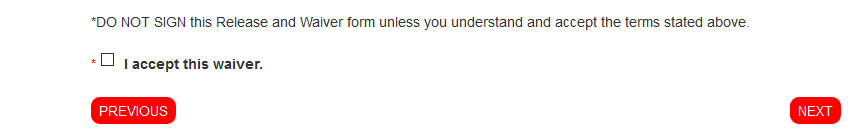 *DO NOT SIGN this Release and Waiver form unless you understand and accept the terms stated above.
* I accept this waiver.
PREVIOUS NEXT